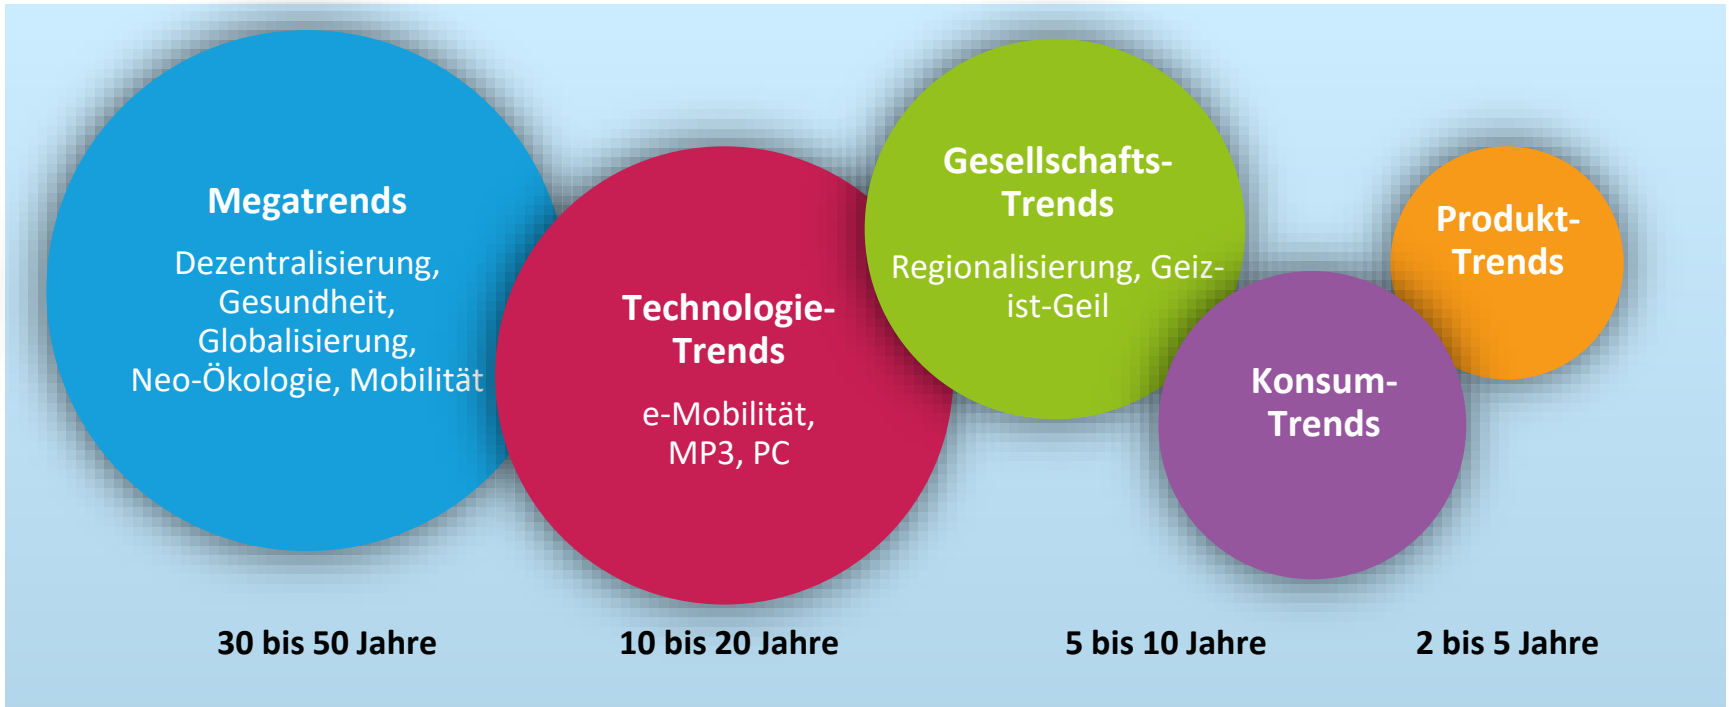 Megatrends
Dezentralisierung,
Gesundheit,
Globalisierung,
Neo-Ökologie, Mobilität
Technologie-
Trends
e-Mobilität,
MP3, PC
Gesellschafts-
Trends
Regionalisierung, Geiz-
ist-Geil
Konsum-
Trends
Produkt-
Trends
30 bis 50 Jahre
10 bis 20 Jahre
5 bis 10 Jahre
2 bis 5 Jahre